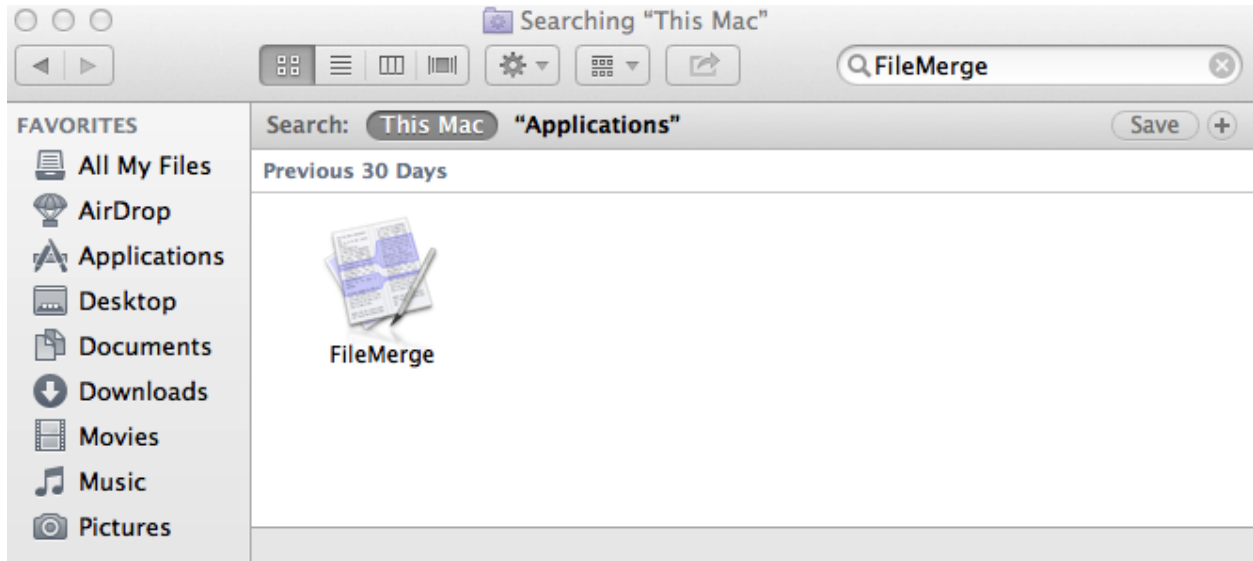 Searching “This Mac”
FileMerge
FAVORITES
All My Files
AirDrop
Applications
Desktop
Documents
Downloads
Movies
Music
Pictures
Search: This Mac “Applications” Save +
Previous 30 Days
FileMerge